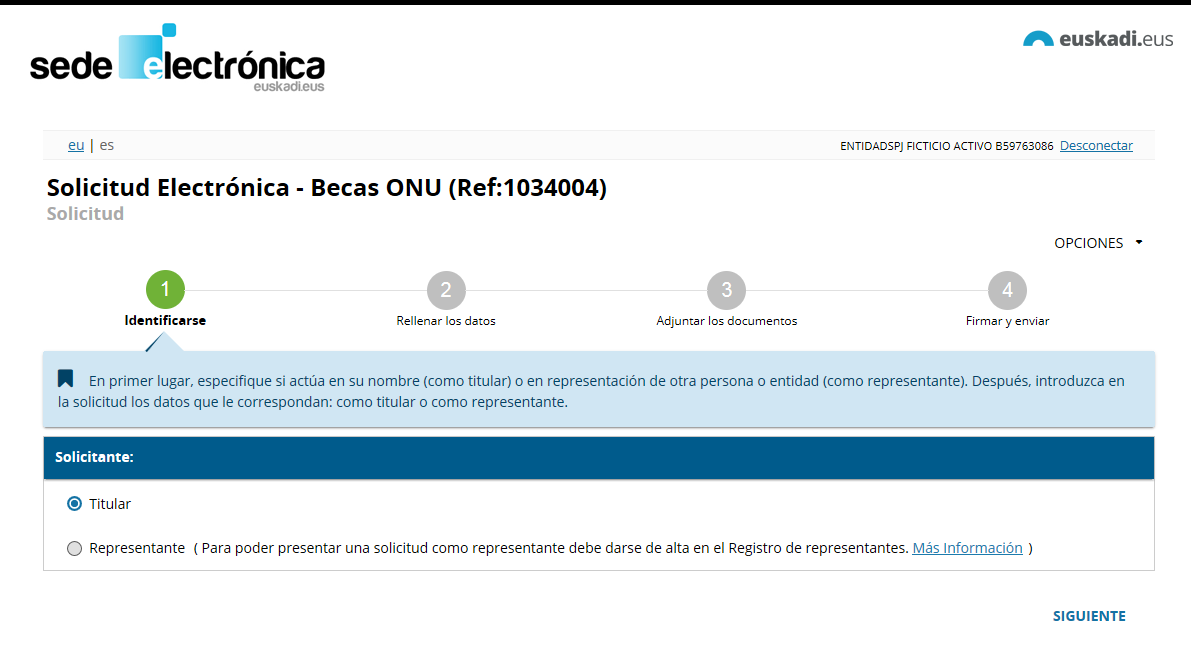 sede electrónica
euskadi.eus
euskadi.eus
eu | es
ENTIDADSPJ FICTICIO ACTIVO B59763086 Desconectar
Solicitud Electrónica - Becas ONU (Ref:1034004)
Solicitud
OPCIONES
1
2
3
4
Identificarse
Rellenar los datos
Adjuntar los documentos
Firmar y enviar
En primer lugar, especifique si actúa en su nombre (como titular) o en representación de otra persona o entidad (como representante). Después, introduzca en
la solicitud los datos que le correspondan: como titular o como representante.
Solicitante:
Titular
Representante ( Para poder presentar una solicitud como representante debe darse de alta en el Registro de representantes. Más Información )
SIGUIENTE